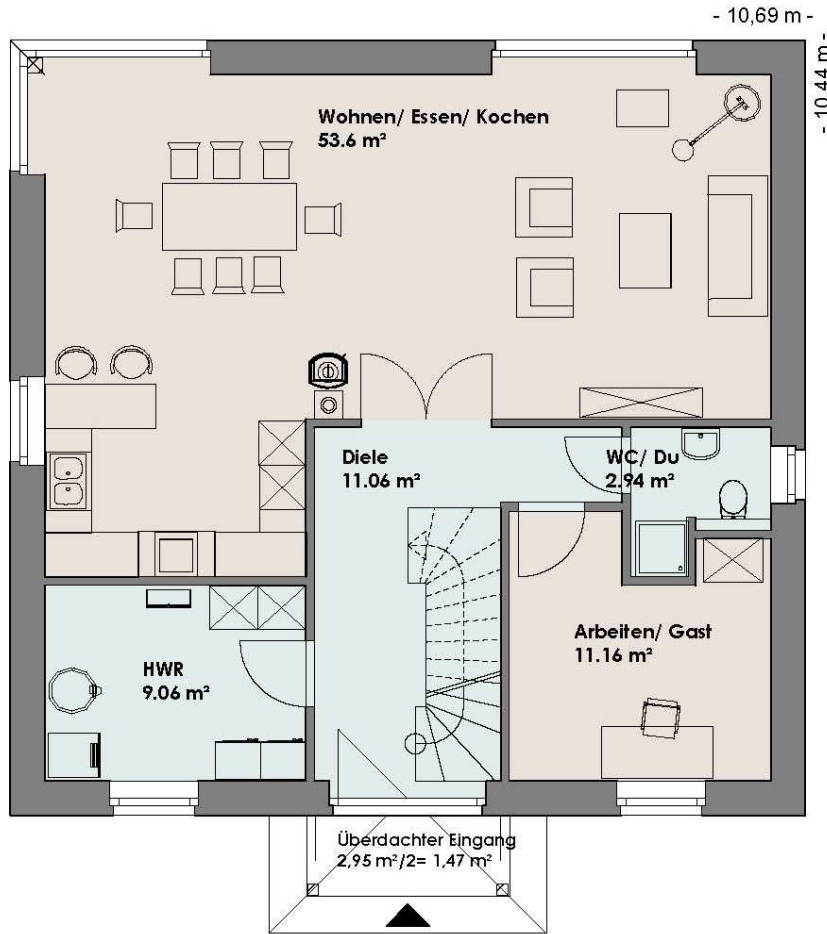 - 10,69 m -
- 10,44 m -
Wohnen/ Essen/ Kochen
53.6 m²
Diele
11.06 m²
WC/ Du
2.94 m²
Arbeiten/ Gast
11.16 m²
HWR
9.06 m²
Überdachter Eingang
2,95 m²/2= 1,47 m²